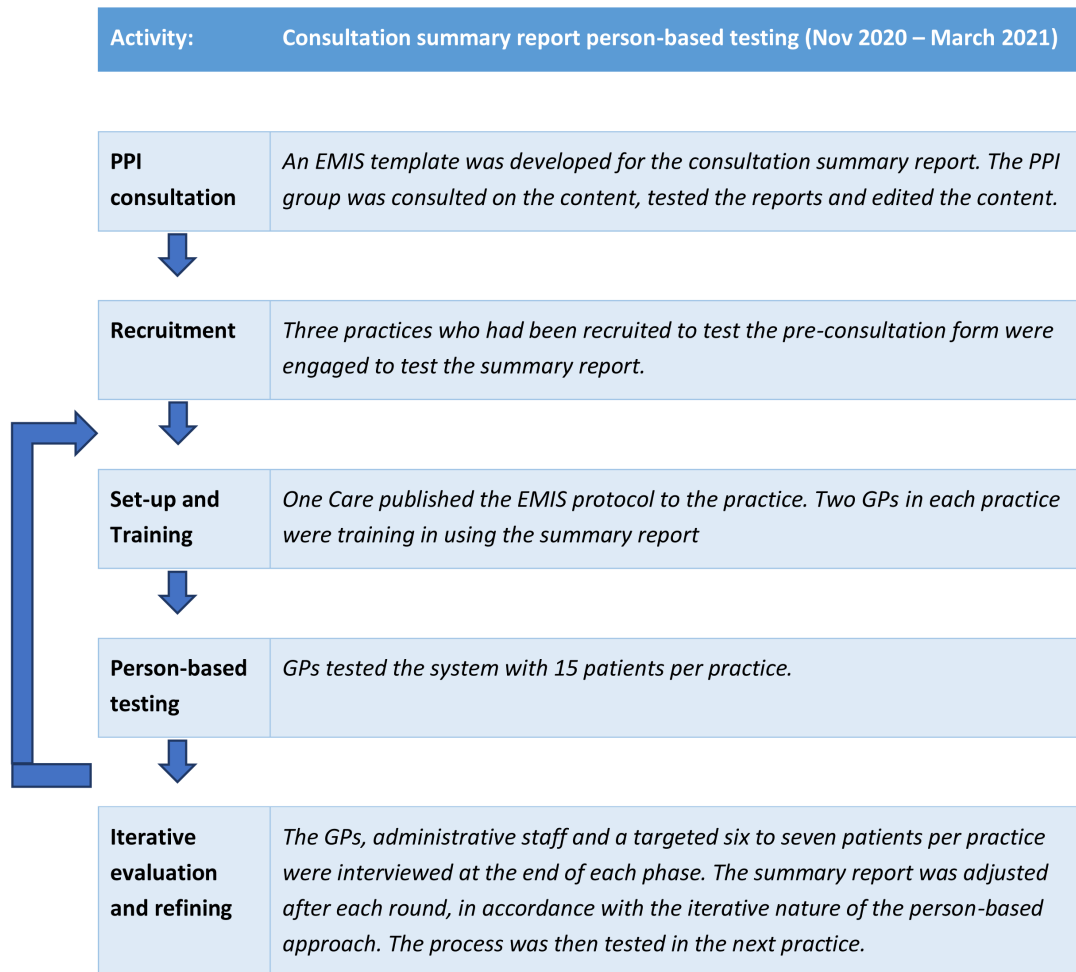 Activity: Consultation summary report person-based testing (Nov 2020 – March 2021)
PPI
consultation
An EMIS template was developed for the consultation summary report. The PPI
group was consulted on the content, tested the reports and edited the content.
Recruitment
Three practices who had been recruited to test the pre-consultation form were
engaged to test the summary report.
Set-up and
Training
One Care published the EMIS protocol to the practice. Two GPs in each practice
were training in using the summary report
Person-based
testing
GPs tested the system with 15 patients per practice.
Iterative
evaluation
and refining
The GPs, administrative staff and a targeted six to seven patients per practice
were interviewed at the end of each phase. The summary report was adjusted
after each round, in accordance with the iterative nature of the person-based
approach. The process was then tested in the next practice.